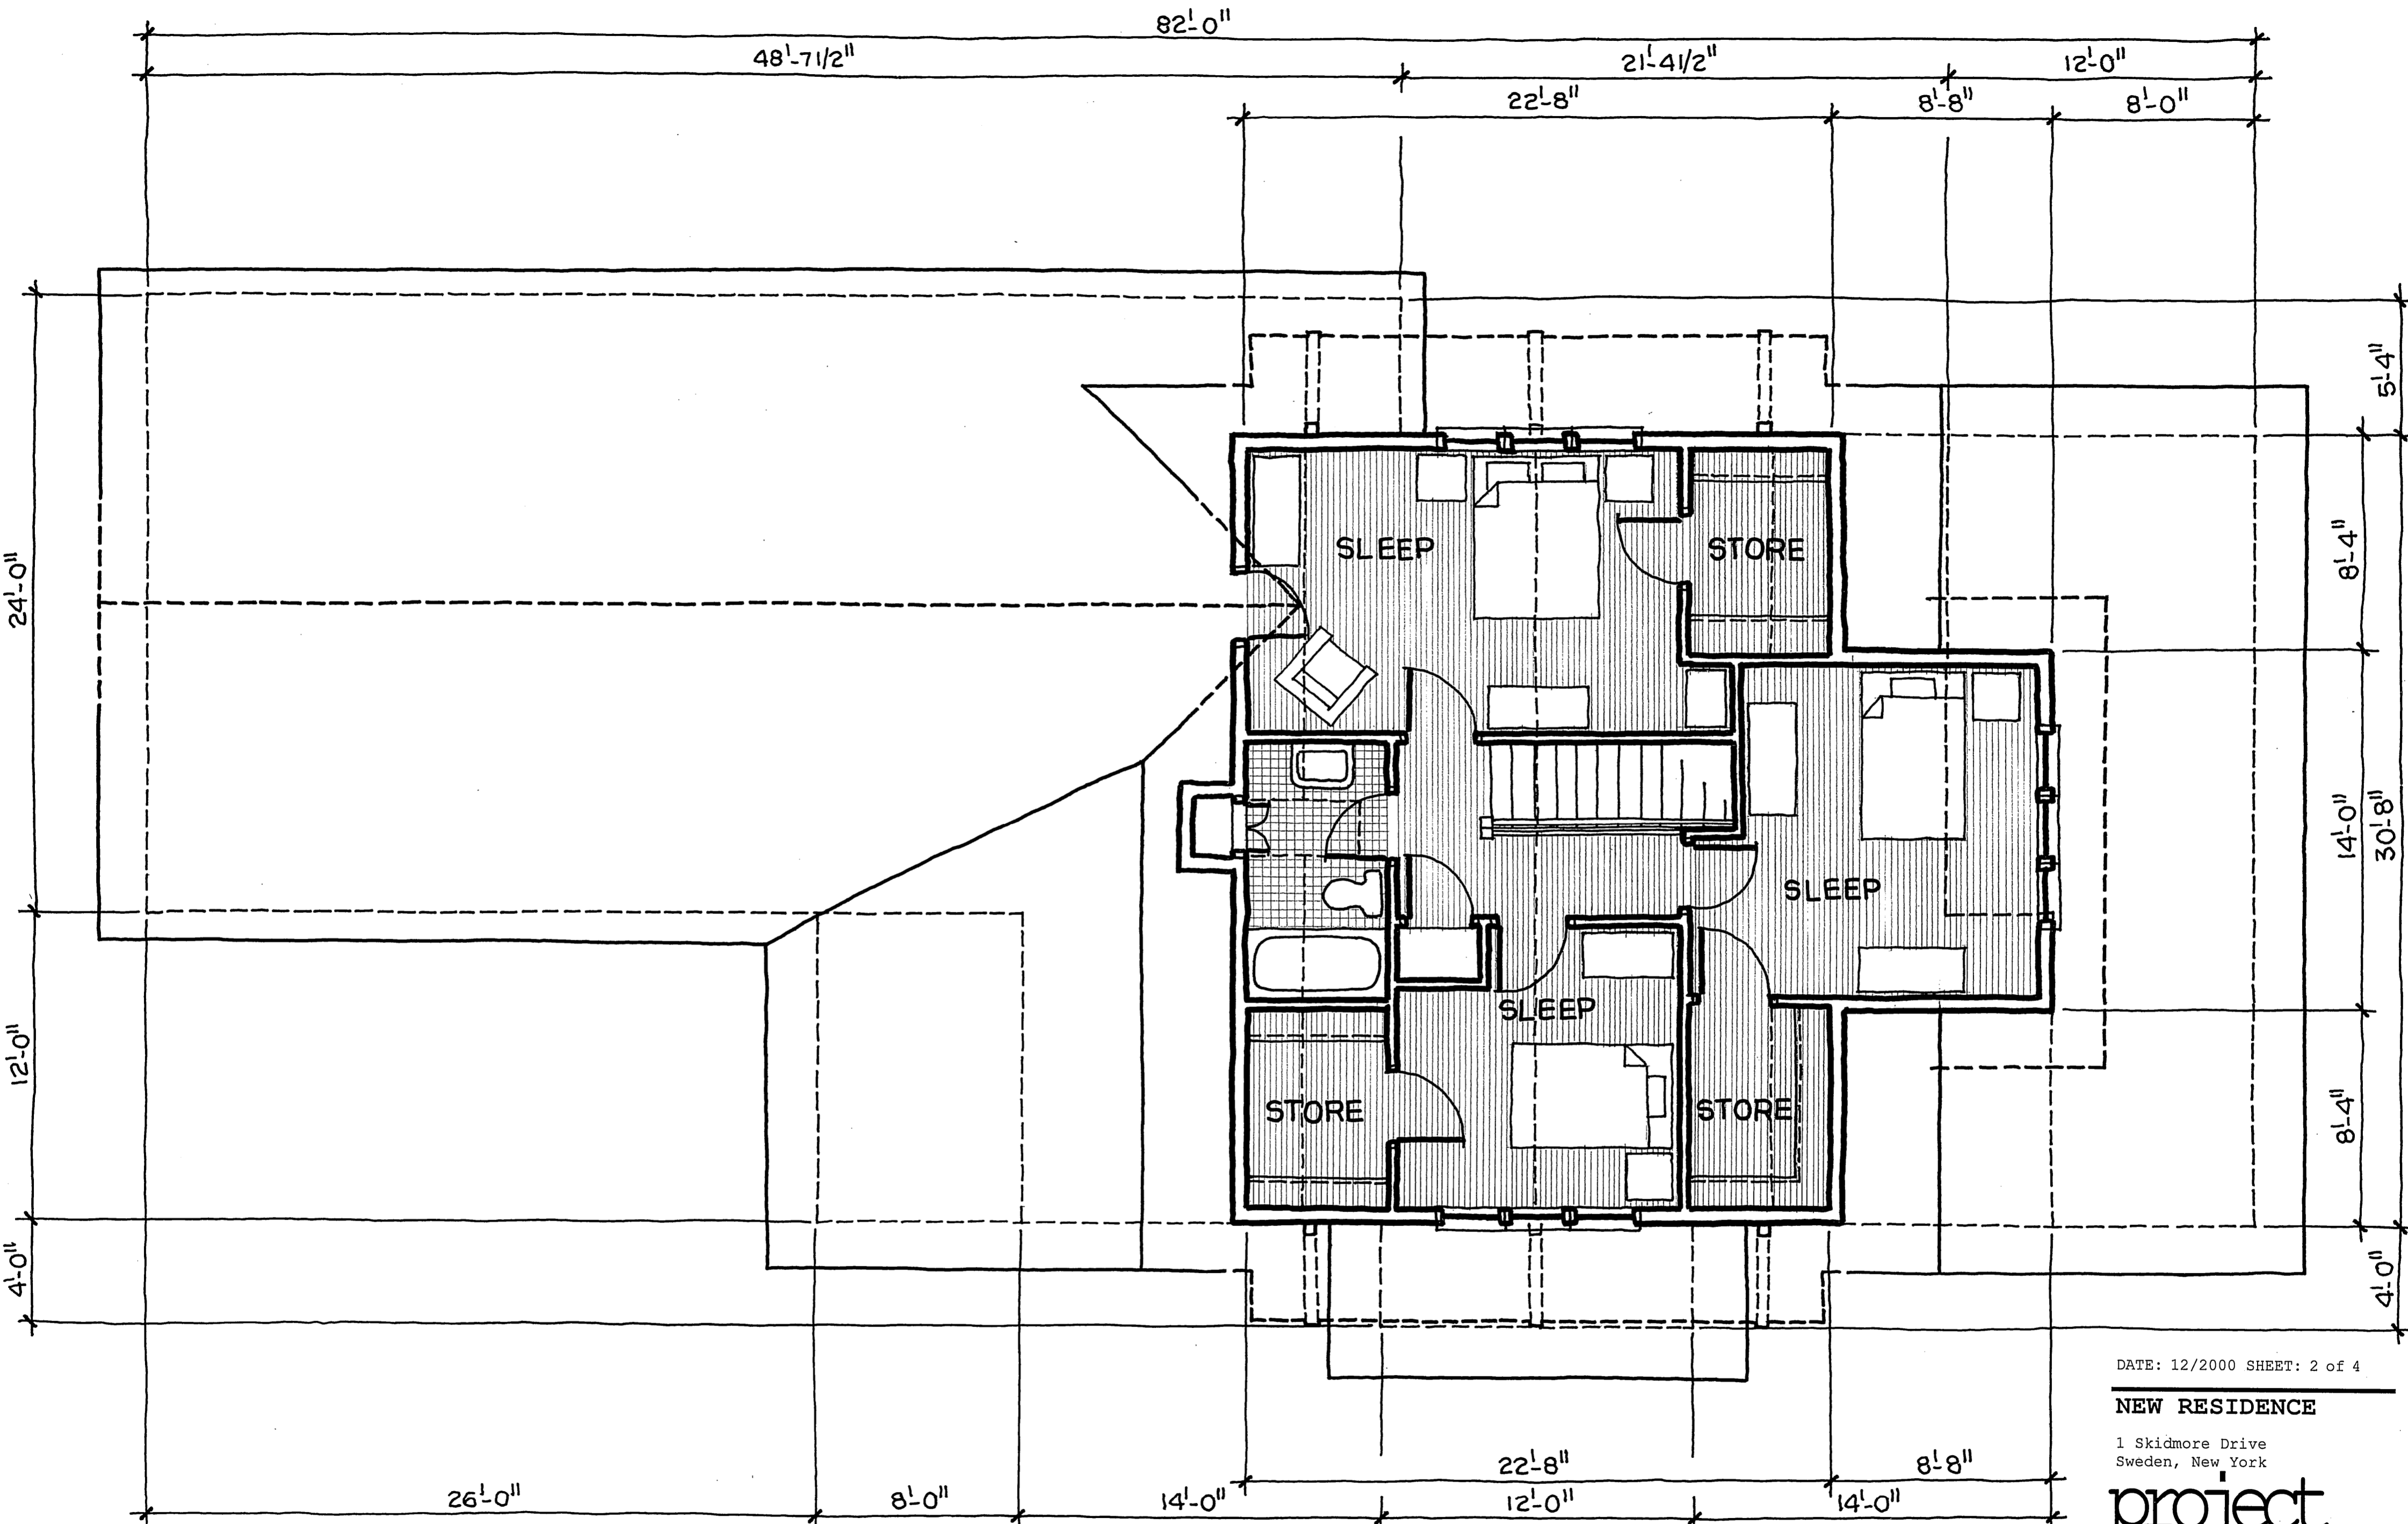 82'-0"
48'-7 1/2" 21'-4 1/2" 12'-0"
22'-8" 8'-8" 8'-0"
5'-4"
24'-0"
SLEEP STORE
8'-4"
14'-0"
30'-8"
SLEEP
SLEEP
12'-0"
STORE STORE
8'-4"
4'-0"
4'-0"
DATE: 12/2000 SHEET: 2 of 4
NEW RESIDENCE
1 Skidmore Drive
Sweden, New York
project
22'-8" 8'-8"
26'-0" 8'-0" 14'-0" 12'-0" 14'-0"